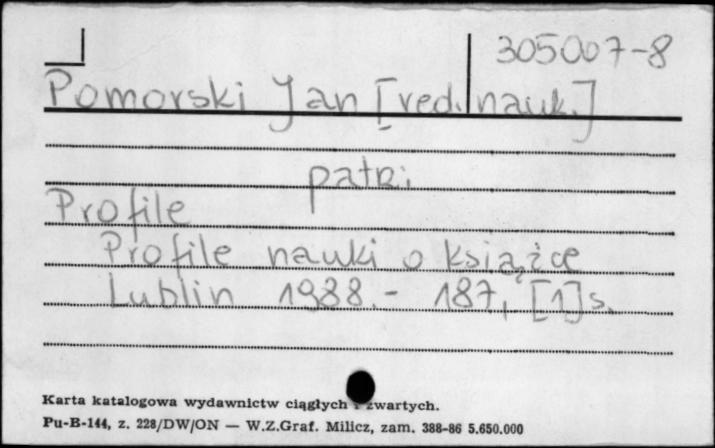 305007-8
Pomorski Jan [red. nauk.]
patrz:
Profile
Profile nauki o książce
Lublin 1988.- 187, [1] s.
Karta katalogowa wydawnictw ciągłych i zwartych.
Pu-B-144, z. 228/DW/ON — W.Z.Graf. Milicz, zam. 388-86 5.650.000